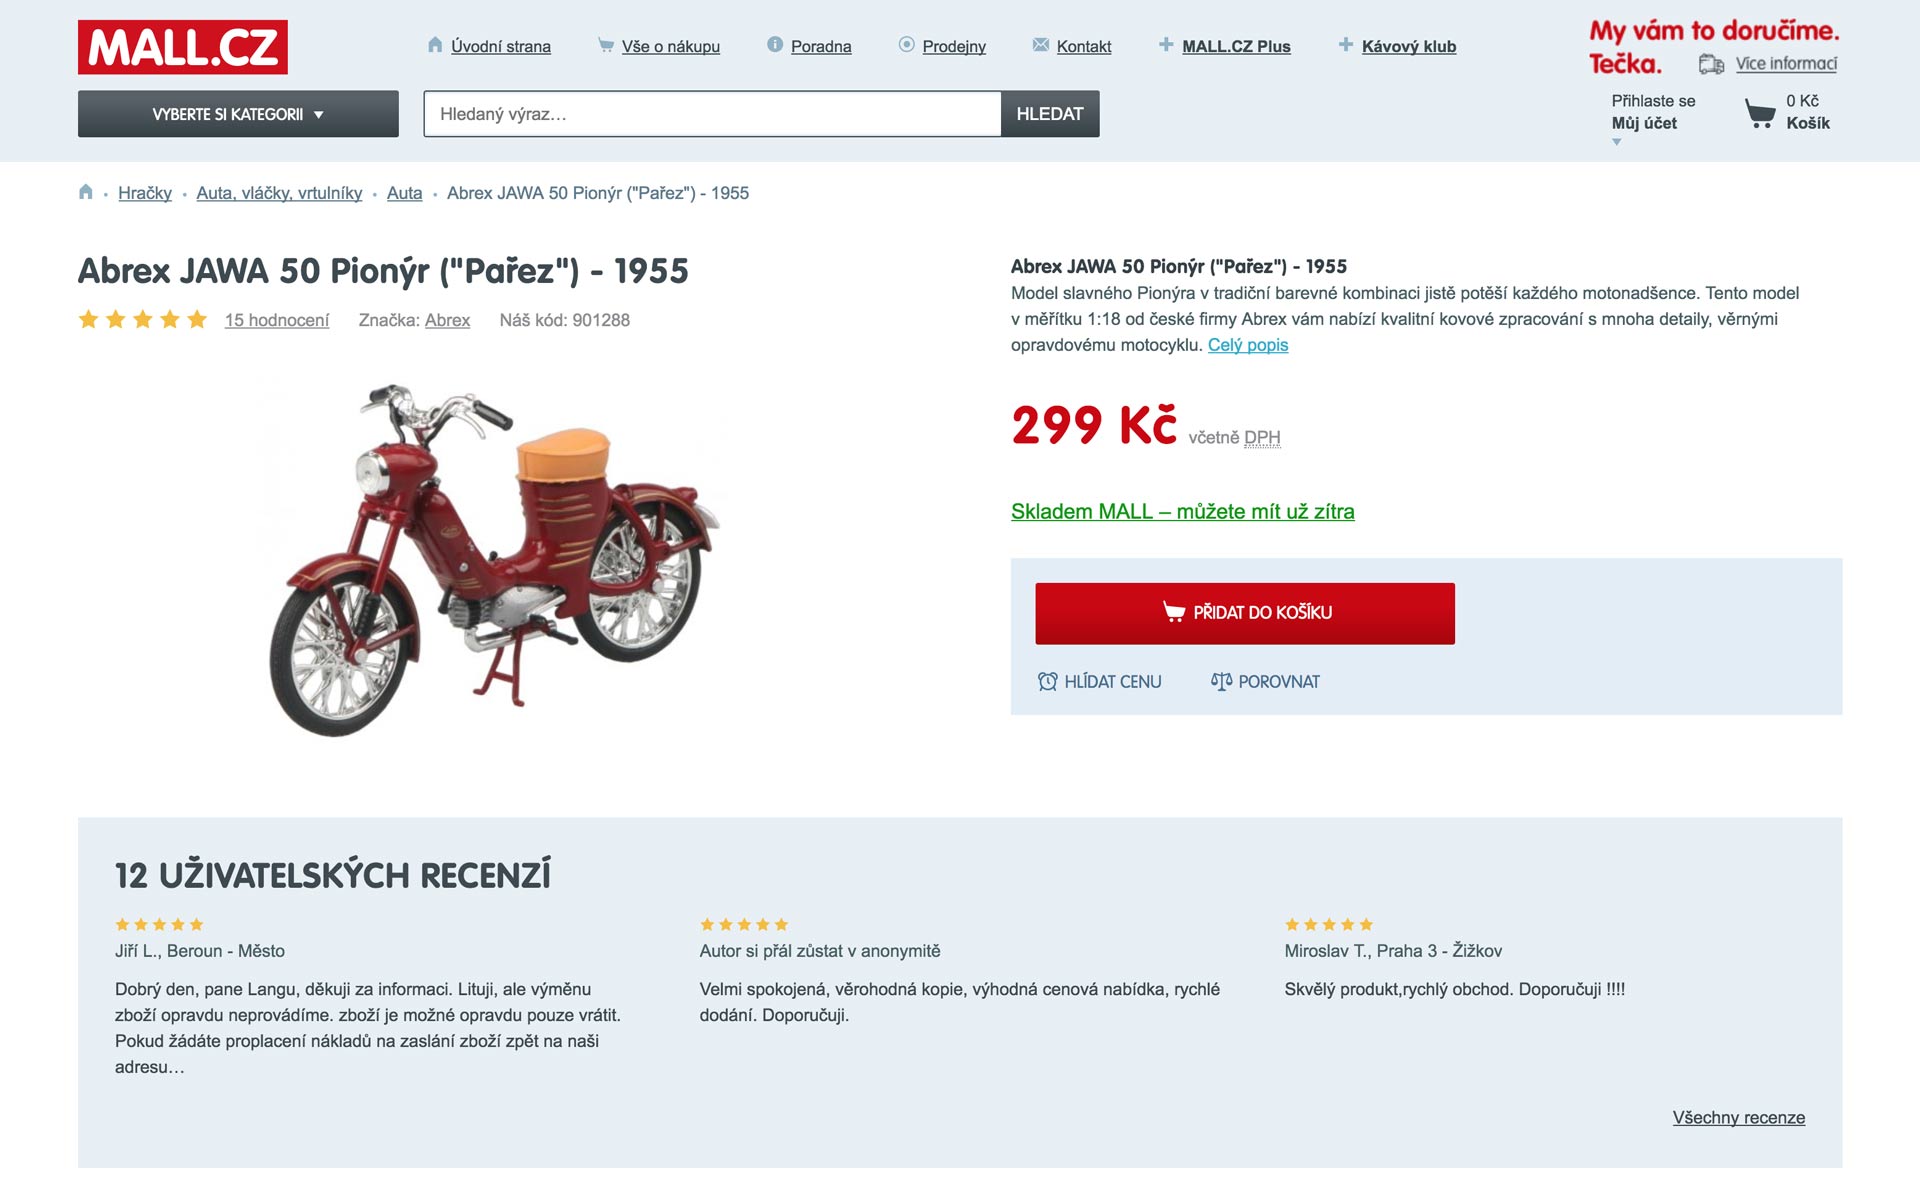 MALL.CZ
Úvodní strana
Vše o nákupu
Poradna
Prodejny
Kontakt
MALL.CZ Plus
Kávový klub
My vám to doručíme.
Tečka.
Více informací
VYBERTE SI KATEGORII
Hledaný výraz…
HLEDAT
Přihlaste se
Můj účet
0 Kč
Košík
Hračky • Auta, vláčky, vrtulníky • Auta • Abrex JAWA 50 Pionýr ("Pařez") - 1955
Abrex JAWA 50 Pionýr ("Pařez") - 1955
15 hodnocení
Značka: Abrex
Náš kód: 901288
Abrex JAWA 50 Pionýr ("Pařez") - 1955
Model slavného Pionýra v tradiční barevné kombinaci jistě potěší každého motonadšence. Tento model
v měřítku 1:18 od české firmy Abrex vám nabízí kvalitní kovové zpracování s mnoha detaily, věrnými
opravdovému motocyklu. Celý popis
299 Kč včetně DPH
Skladem MALL – můžete mít už zítra
PŘIDAT DO KOŠÍKU
HLÍDAT CENU
POROVNAT
12 UŽIVATELSKÝCH RECENZÍ
Jiří L., Beroun - Město
Dobrý den, pane Langu, děkuji za informaci. Lituji, ale výměnu
zboží opravdu neprovádíme. zboží je možné opravdu pouze vrátit.
Pokud žádáte proplacení nákladů na zaslání zboží zpět na naši
adresu…
Autor si přál zůstat v anonymitě
Velmi spokojená, věrohodná kopie, výhodná cenová nabídka, rychlé
dodání. Doporučuji.
Miroslav T., Praha 3 - Žižkov
Skvělý produkt,rychlý obchod. Doporučuji !!!!
Všechny recenze